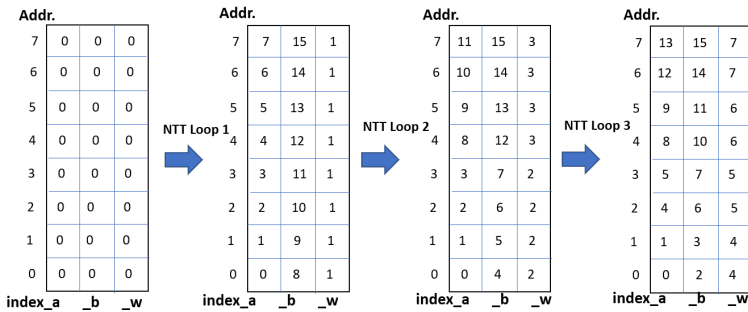 Addr. Addr. Addr. Addr.
7 0 0 0 7 7 15 1 7 11 15 3 7 13 15 7
6 0 0 0 6 6 14 1 6 10 14 3 6 12 14 7
5 0 0 0 5 5 13 1 5 9 13 3 5 9 11 6
NTT Loop 1 NTT Loop 2 NTT Loop 3
4 0 0 0 4 4 12 1 4 8 12 3 4 8 10 6
3 0 0 0 3 3 11 1 3 3 7 2 3 5 7 5
2 0 0 0 2 2 10 1 2 2 6 2 2 4 6 5
1 0 0 0 1 1 9 1 1 1 5 2 1 1 3 4
0 0 0 0 0 0 8 1 0 0 4 2 0 0 2 4
index_a _b _w index_a _b _w index_a _b _w index_a _b _w